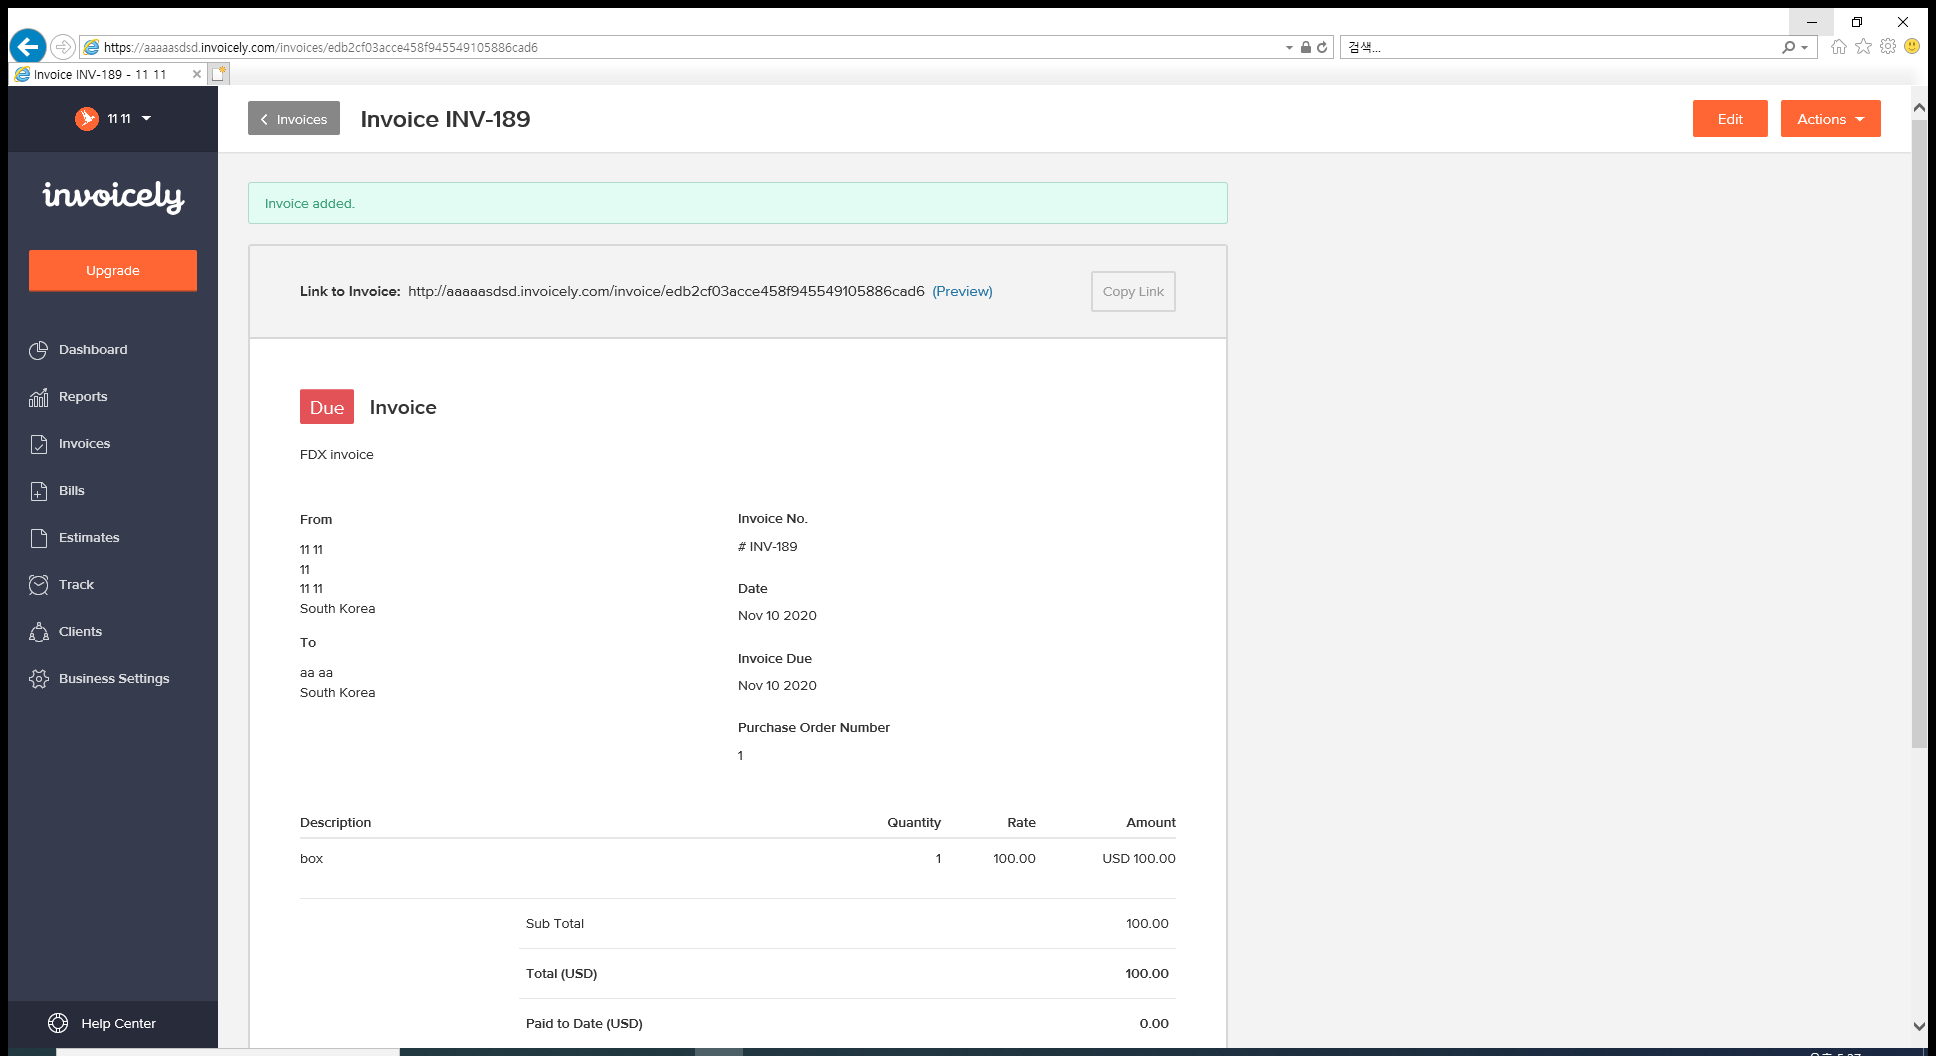 https://aaaaasdsd.invoicely.com/invoices/edb2cf03acce458f945549105886cad6
검색...
Invoice INV-189 - 11 11
11 11
Invoices
Invoice INV-189
Edit
Actions
invoicely
Invoice added.
Upgrade
Link to Invoice: http://aaaaasdsd.invoicely.com/invoice/edb2cf03acce458f945549105886cad6 (Preview)
Copy Link
Dashboard
Reports
Invoices
Bills
Estimates
Track
Clients
Business Settings
Help Center
Due Invoice
FDX invoice
From
11 11
11
11 11
South Korea
To
aa aa
South Korea
Invoice No.
# INV-189
Date
Nov 10 2020
Invoice Due
Nov 10 2020
Purchase Order Number
1
Description Quantity Rate Amount
box 1 100.00 USD 100.00
Sub Total 100.00
Total (USD) 100.00
Paid to Date (USD) 0.00